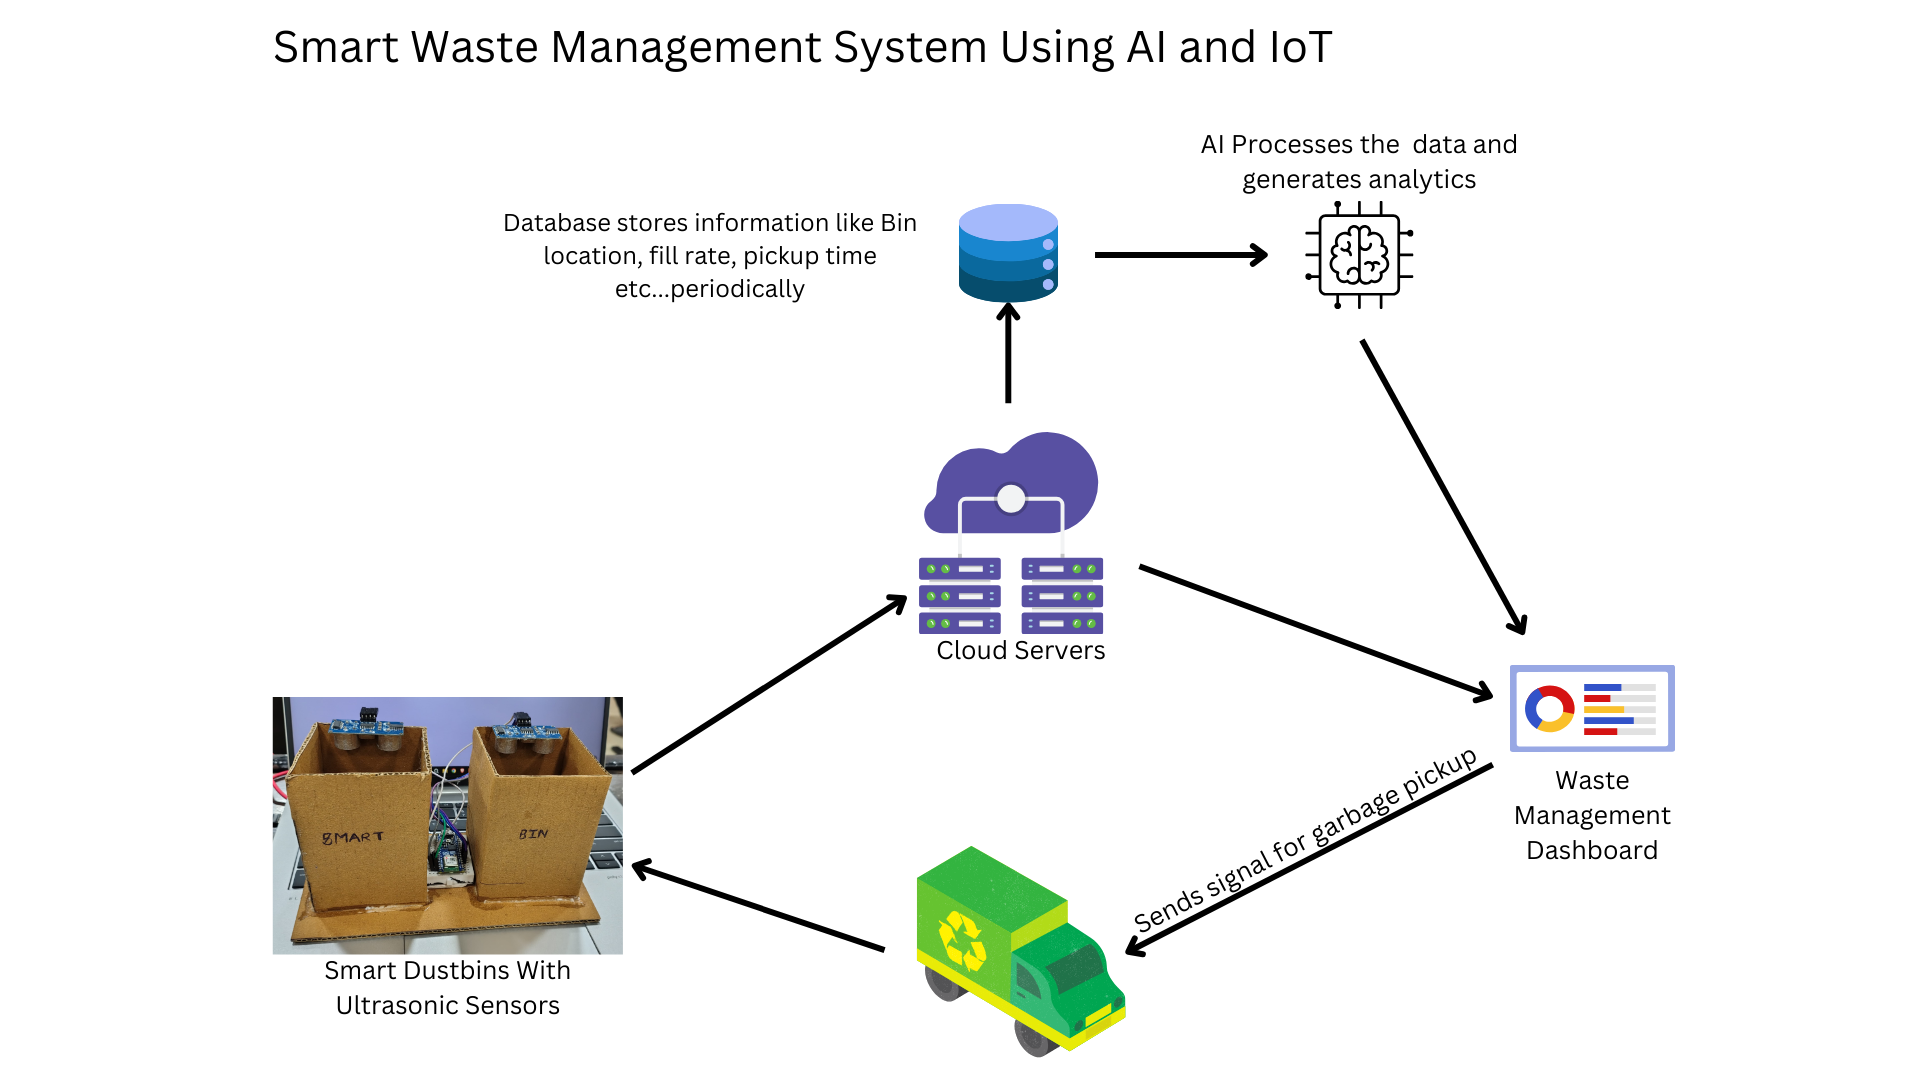 Smart Waste Management System Using AI and IoT
AI Processes the  data and
generates analytics
Database stores information like Bin
location, fill rate, pickup time
etc...periodically
Cloud Servers
Sends signal for garbage pickup
Waste
Management
Dashboard
SMART
BIN
Smart Dustbins With
Ultrasonic Sensors